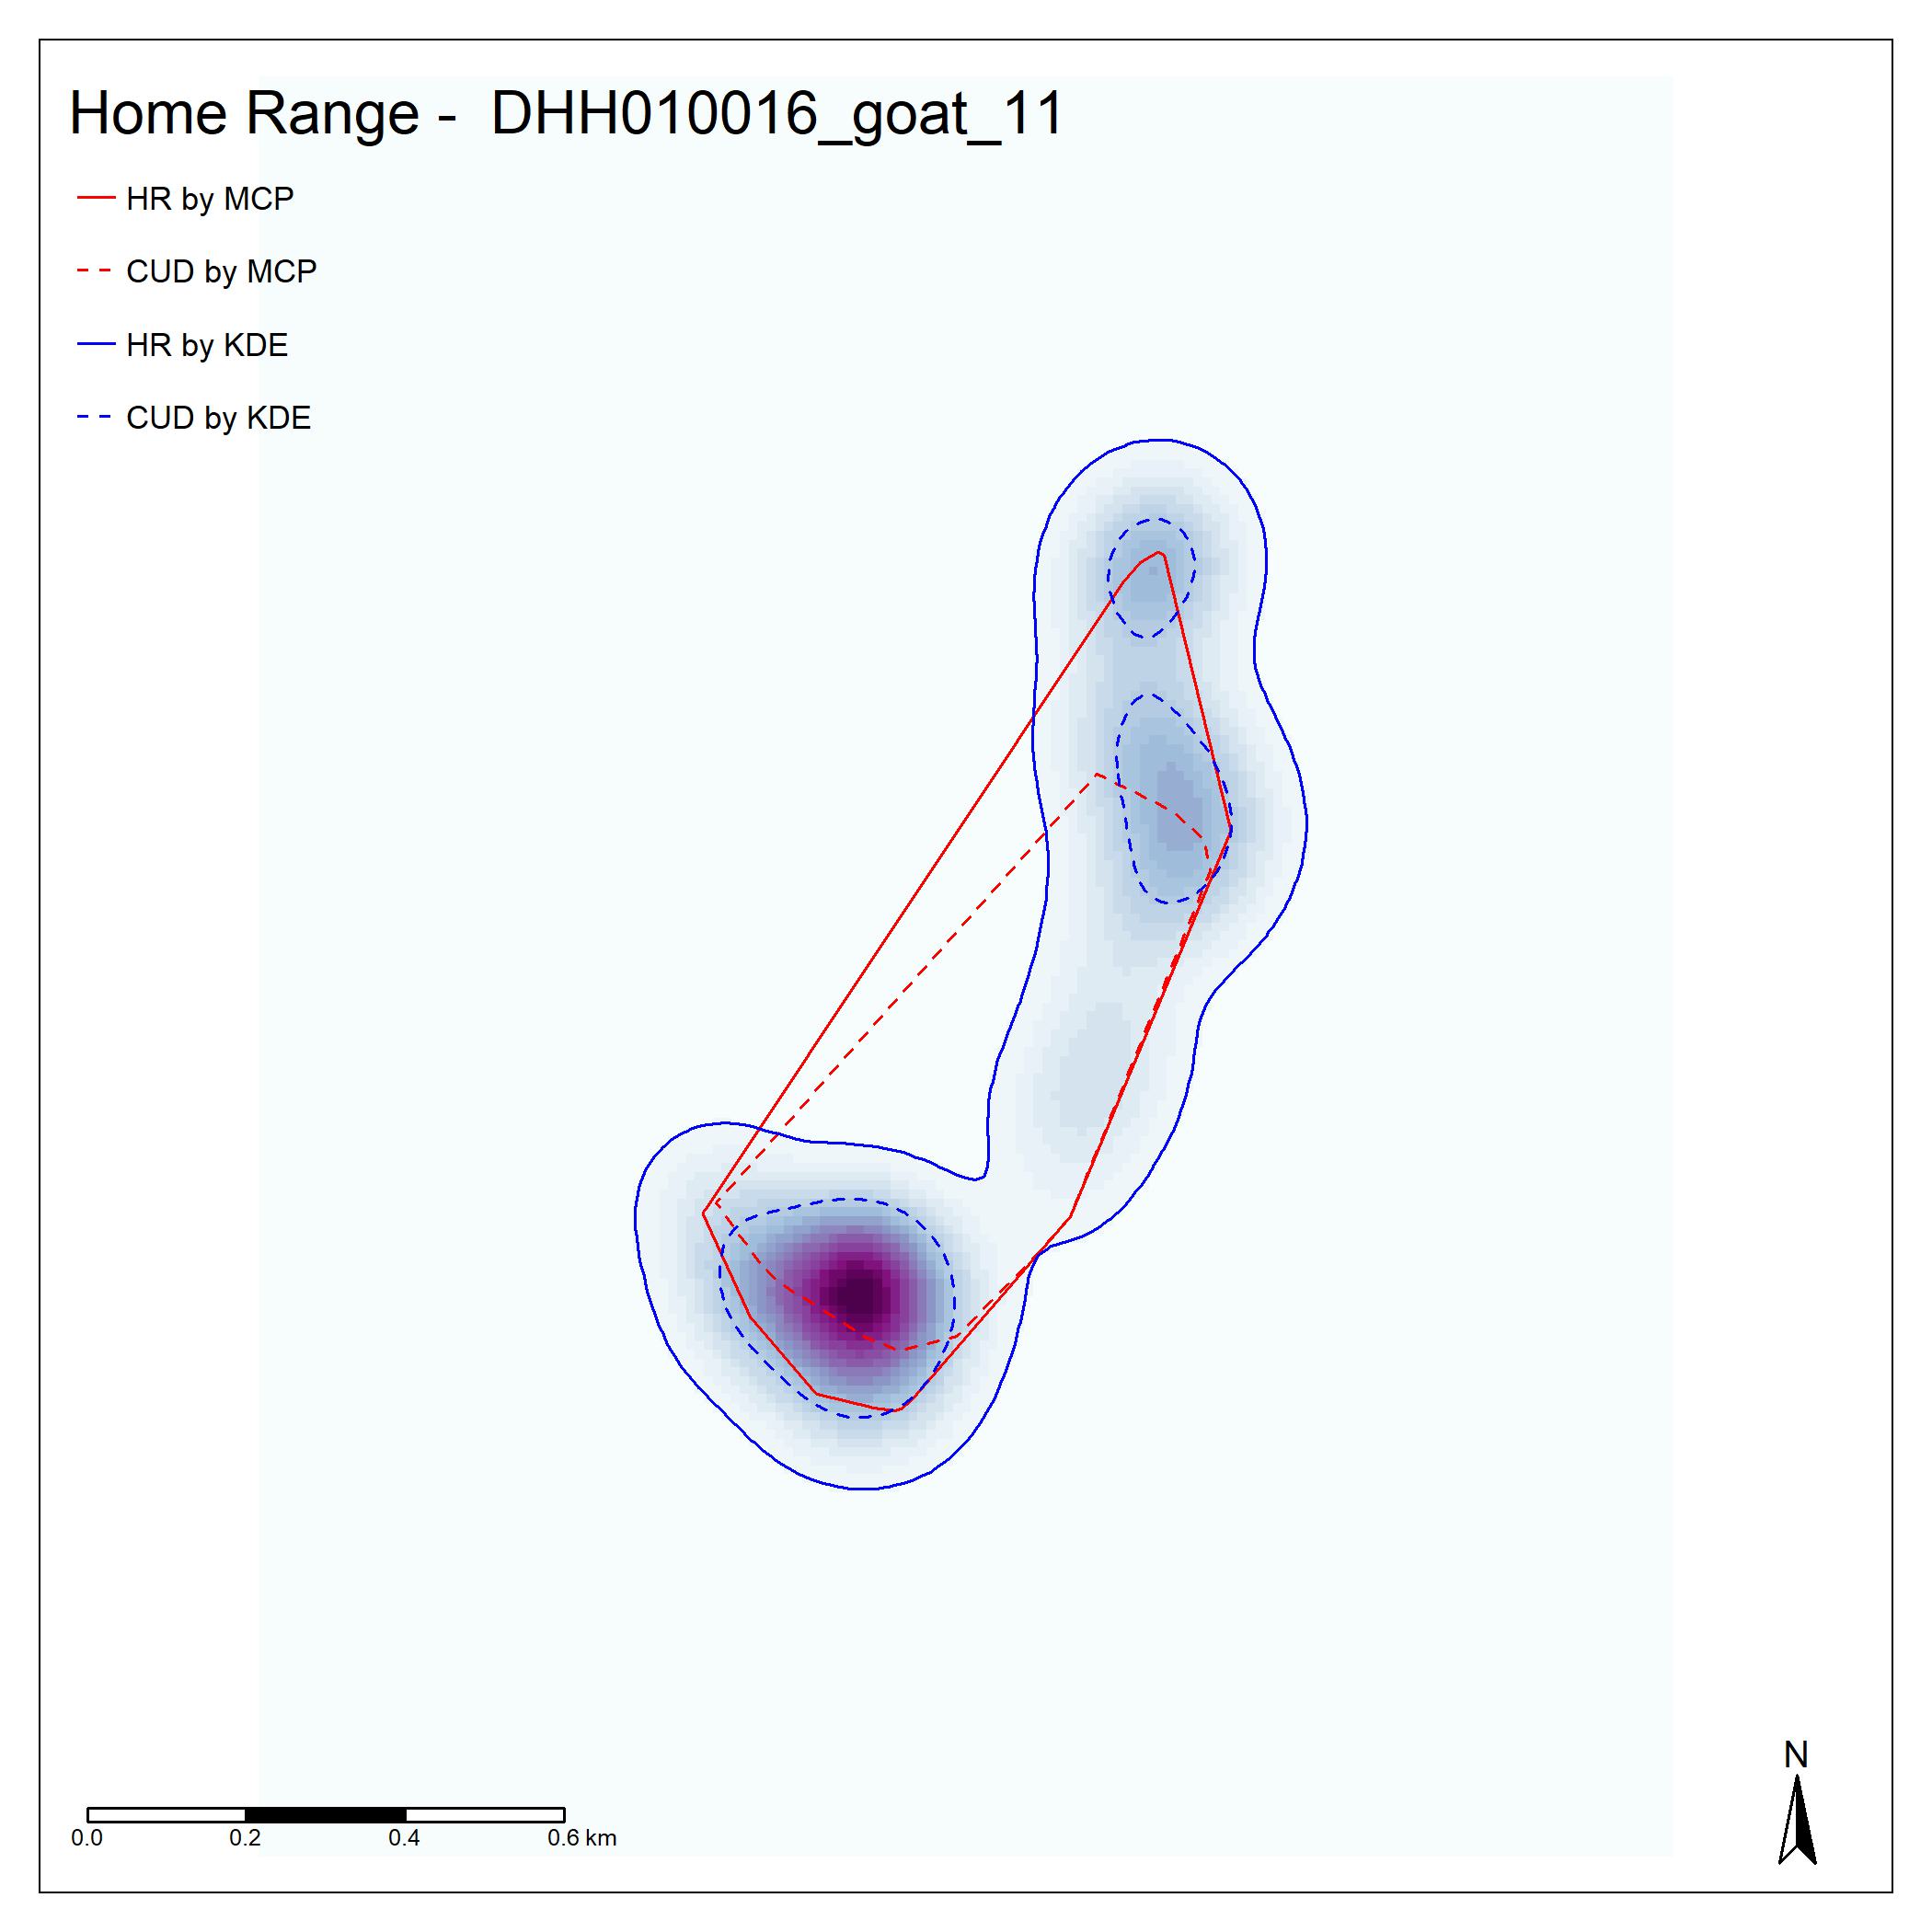 Home Range -  DHH010016_goat_11
HR by MCP
CUD by MCP
HR by KDE
CUD by KDE
N
0.0 0.2 0.4 0.6 km